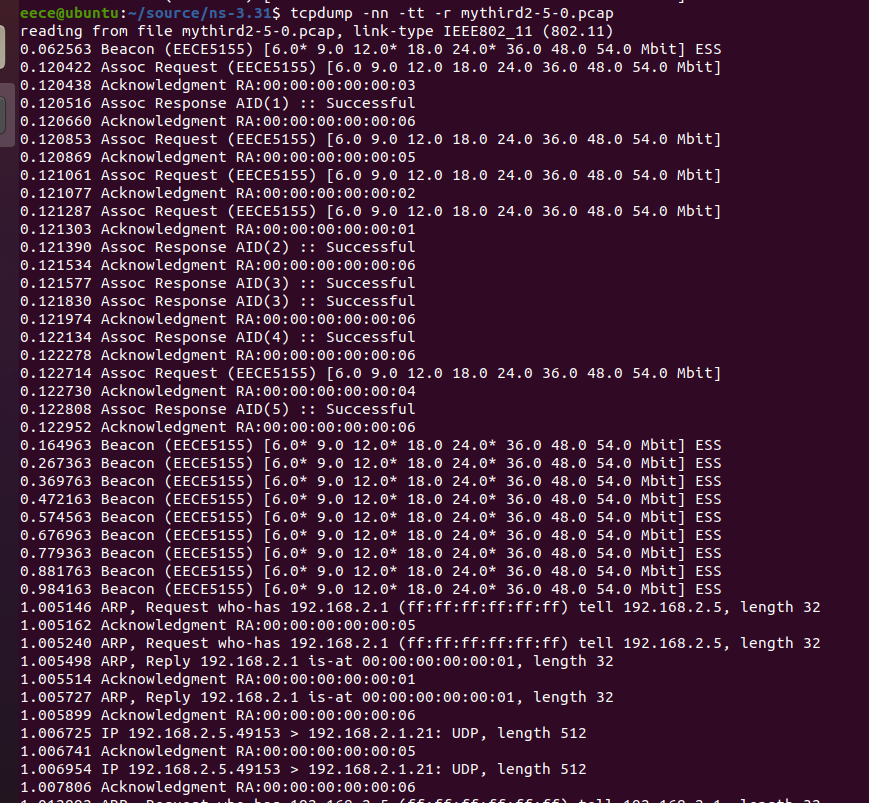 eece@ubuntu:~/source/ns-3.31$ tcpdump -nn -tt -r mythird2-5-0.pcap
reading from file mythird2-5-0.pcap, link-type IEEE802_11 (802.11)
0.062563 Beacon (EECE5155) [6.0* 9.0 12.0* 18.0 24.0* 36.0 48.0 54.0 Mbit] ESS
0.120422 Assoc Request (EECE5155) [6.0 9.0 12.0 18.0 24.0 36.0 48.0 54.0 Mbit]
0.120438 Acknowledgment RA:00:00:00:00:00:03
0.120516 Assoc Response AID(1) :: Successful
0.120660 Acknowledgment RA:00:00:00:00:00:06
0.120853 Assoc Request (EECE5155) [6.0 9.0 12.0 18.0 24.0 36.0 48.0 54.0 Mbit]
0.120869 Acknowledgment RA:00:00:00:00:00:05
0.121061 Assoc Request (EECE5155) [6.0 9.0 12.0 18.0 24.0 36.0 48.0 54.0 Mbit]
0.121077 Acknowledgment RA:00:00:00:00:00:02
0.121287 Assoc Request (EECE5155) [6.0 9.0 12.0 18.0 24.0 36.0 48.0 54.0 Mbit]
0.121303 Acknowledgment RA:00:00:00:00:00:01
0.121390 Assoc Response AID(2) :: Successful
0.121534 Acknowledgment RA:00:00:00:00:00:06
0.121577 Assoc Response AID(3) :: Successful
0.121830 Assoc Response AID(3) :: Successful
0.121974 Acknowledgment RA:00:00:00:00:00:06
0.122134 Assoc Response AID(4) :: Successful
0.122278 Acknowledgment RA:00:00:00:00:00:06
0.122714 Assoc Request (EECE5155) [6.0 9.0 12.0 18.0 24.0 36.0 48.0 54.0 Mbit]
0.122730 Acknowledgment RA:00:00:00:00:00:04
0.122808 Assoc Response AID(5) :: Successful
0.122952 Acknowledgment RA:00:00:00:00:00:06
0.164963 Beacon (EECE5155) [6.0* 9.0 12.0* 18.0 24.0* 36.0 48.0 54.0 Mbit] ESS
0.267363 Beacon (EECE5155) [6.0* 9.0 12.0* 18.0 24.0* 36.0 48.0 54.0 Mbit] ESS
0.369763 Beacon (EECE5155) [6.0* 9.0 12.0* 18.0 24.0* 36.0 48.0 54.0 Mbit] ESS
0.472163 Beacon (EECE5155) [6.0* 9.0 12.0* 18.0 24.0* 36.0 48.0 54.0 Mbit] ESS
0.574563 Beacon (EECE5155) [6.0* 9.0 12.0* 18.0 24.0* 36.0 48.0 54.0 Mbit] ESS
0.676963 Beacon (EECE5155) [6.0* 9.0 12.0* 18.0 24.0* 36.0 48.0 54.0 Mbit] ESS
0.779363 Beacon (EECE5155) [6.0* 9.0 12.0* 18.0 24.0* 36.0 48.0 54.0 Mbit] ESS
0.881763 Beacon (EECE5155) [6.0* 9.0 12.0* 18.0 24.0* 36.0 48.0 54.0 Mbit] ESS
0.984163 Beacon (EECE5155) [6.0* 9.0 12.0* 18.0 24.0* 36.0 48.0 54.0 Mbit] ESS
1.005146 ARP, Request who-has 192.168.2.1 (ff:ff:ff:ff:ff:ff) tell 192.168.2.5, length 32
1.005162 Acknowledgment RA:00:00:00:00:00:05
1.005240 ARP, Request who-has 192.168.2.1 (ff:ff:ff:ff:ff:ff) tell 192.168.2.5, length 32
1.005498 ARP, Reply 192.168.2.1 is-at 00:00:00:00:00:01, length 32
1.005514 Acknowledgment RA:00:00:00:00:00:01
1.005727 ARP, Reply 192.168.2.1 is-at 00:00:00:00:00:01, length 32
1.005899 Acknowledgment RA:00:00:00:00:00:06
1.006725 IP 192.168.2.5.49153 > 192.168.2.1.21: UDP, length 512
1.006741 Acknowledgment RA:00:00:00:00:00:05
1.006954 IP 192.168.2.5.49153 > 192.168.2.1.21: UDP, length 512
1.007806 Acknowledgment RA:00:00:00:00:00:06